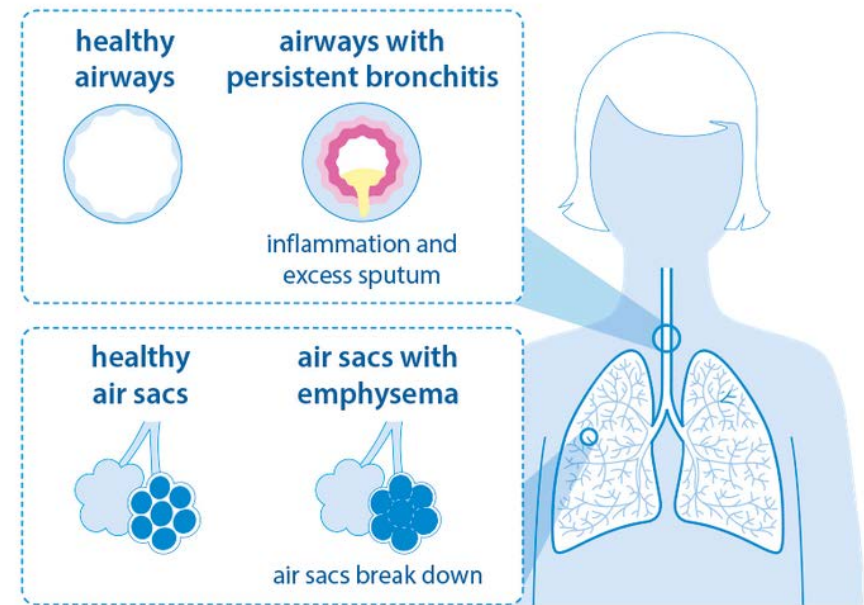 healthy
airways
airways with
persistent bronchitis
inflammation and
excess sputum
healthy
air sacs
air sacs with
emphysema
air sacs break down